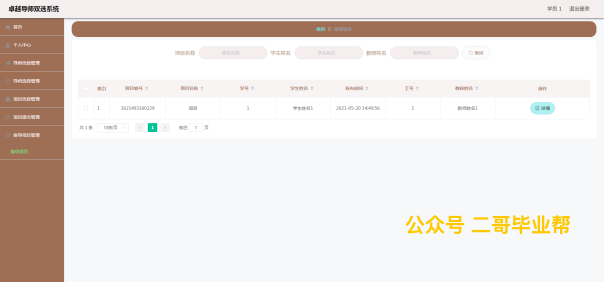 卓越导师双选系统
学员 1 退出登录
首页
个人中心
导师信息管理
导师选题管理
项目信息管理
项目提交管理
指导项目管理
指导项目
首页 指导项目
项目名称 项目名称 学生姓名 学生姓名 教师姓名 教师姓名 查询
索引 项目编号 项目名称 学号 学生姓名 发布时间 工号 教师姓名 操作
1 1621493160228 项目 1 学生姓名1 2021-05-20 14:49:56 1 教师姓名1 详情
共 1 条 10条/页 1 前往 1 页
公众号 二哥毕业帮